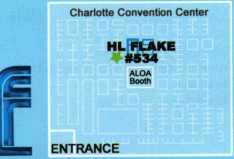 Charlotte Convention Center
HL FLAKE
#534
ALOA
Booth
ENTRANCE